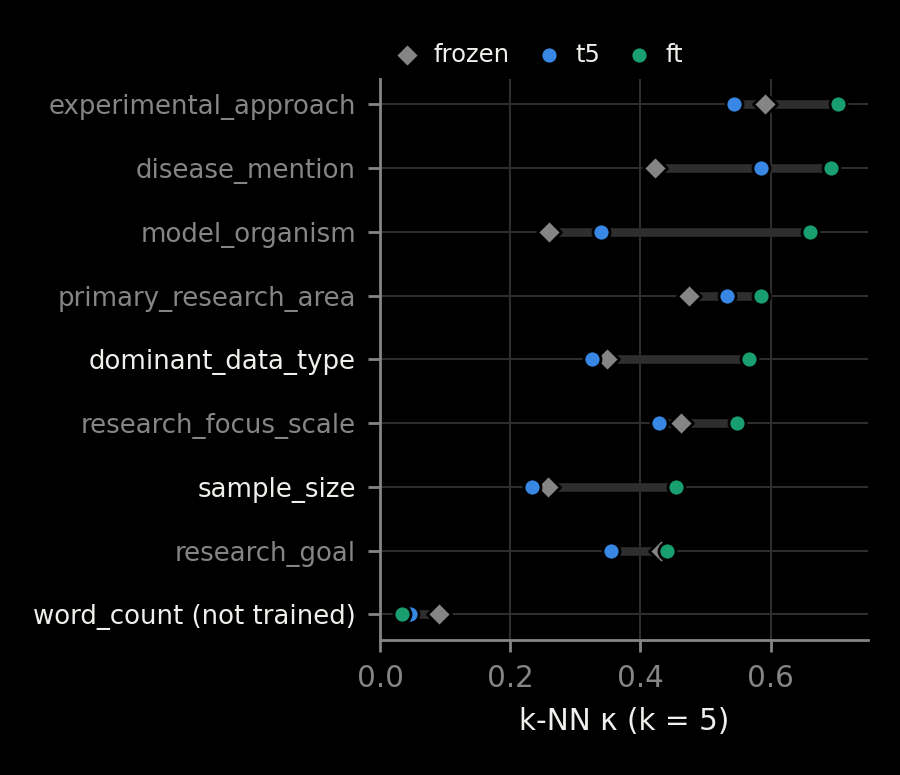 frozen t5 ft
experimental_approach
disease_mention
model_organism
primary_research_area
dominant_data_type
research_focus_scale
sample_size
research_goal
word_count (not trained)
0.0 0.2 0.4 0.6
k-NN κ (k = 5)